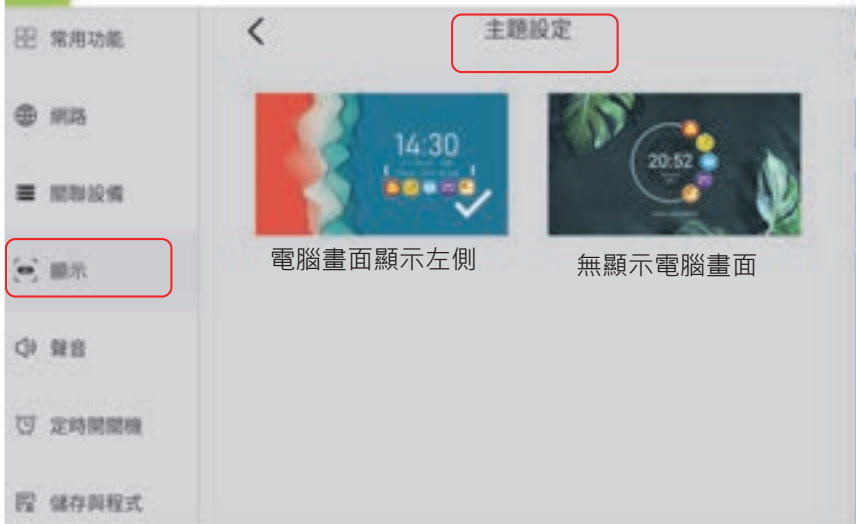 常用功能
網路
關聯設備
顯示
聲音
定時開關機
儲存與程式
主題設定
14:30
電腦畫面顯示左側
20:52
無顯示電腦畫面